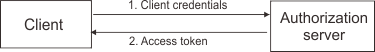 1. Client credentials
Client
Authorization
server
2. Access token